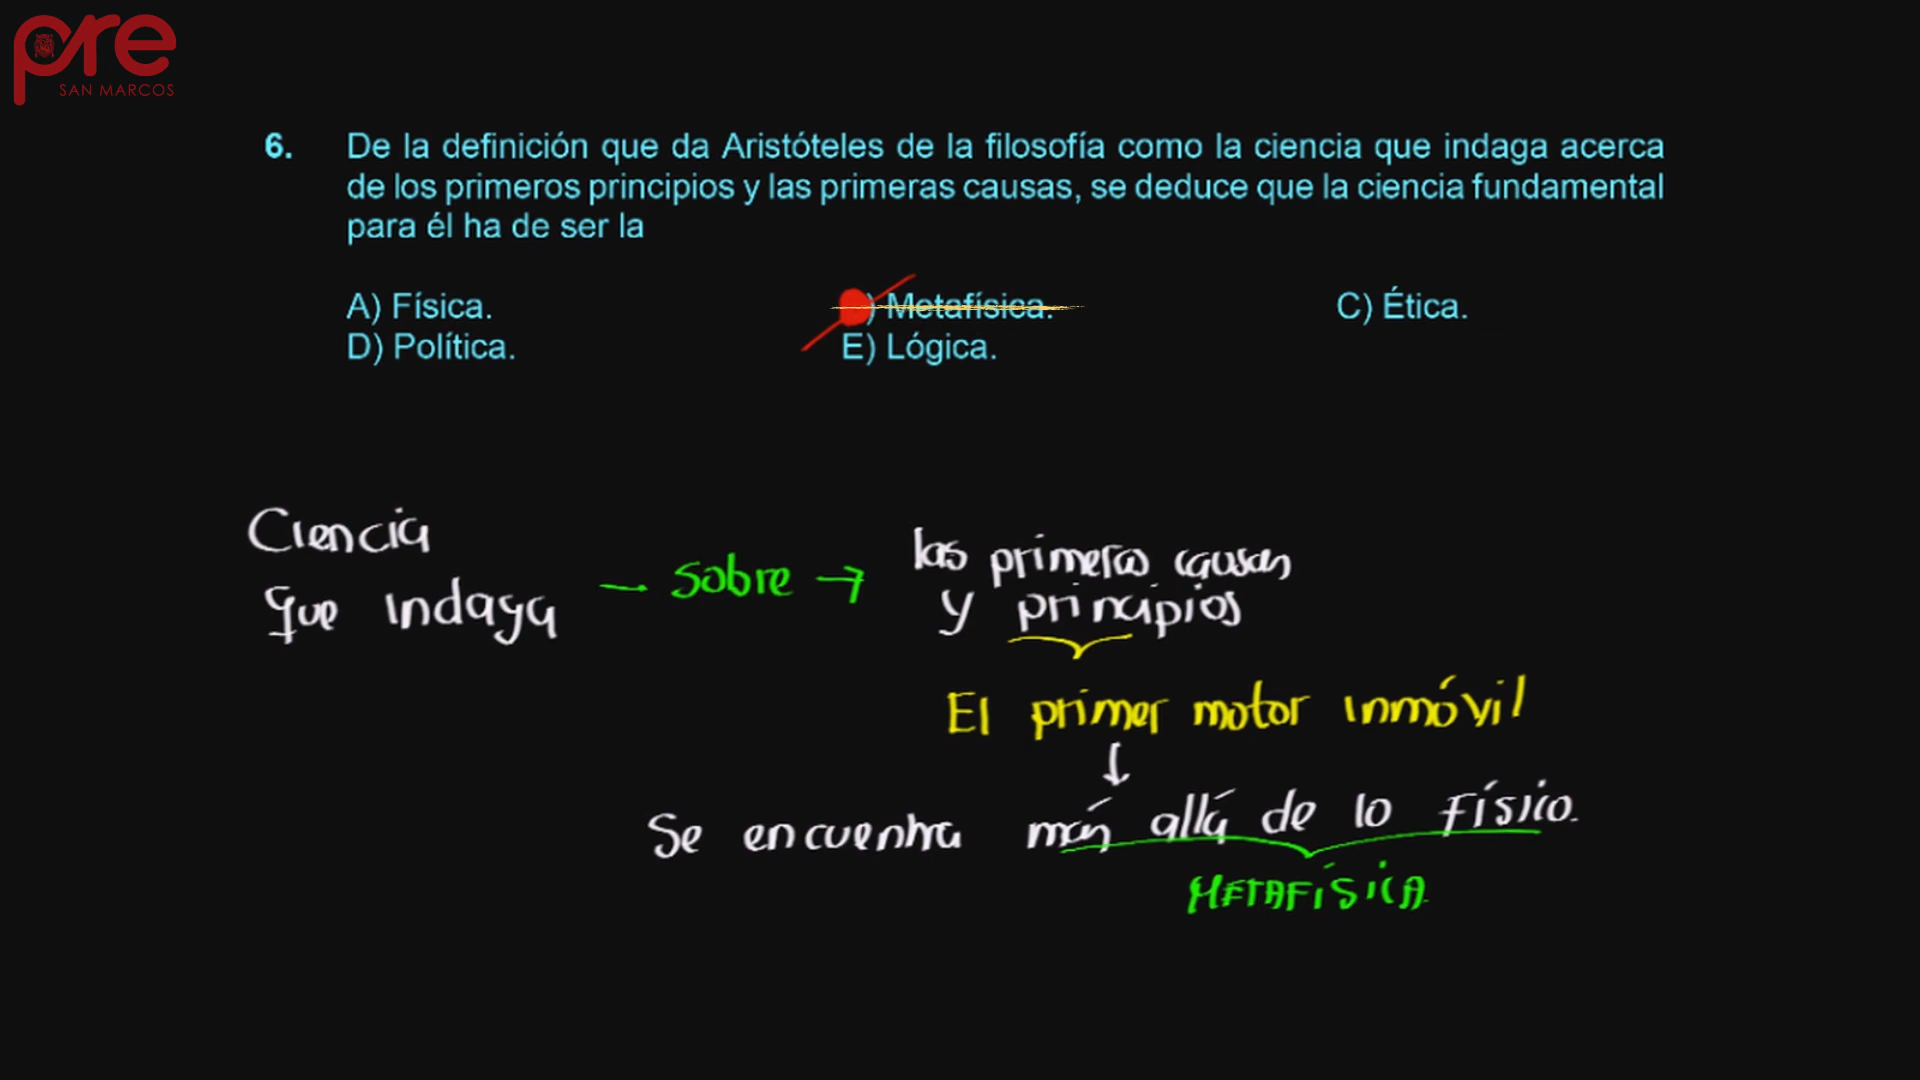 pre
SAN MARCOS
6. De la definición que da Aristóteles de la filosofía como la ciencia que indaga acerca
de los primeros principios y las primeras causas, se deduce que la ciencia fundamental
para él ha de ser la
A) Física. ) Metafísica. C) Ética.
D) Política. E) Lógica.
Ciencia
que indaga
sobre →
las primeras causas
y principios
El primer motor inmóvil
↓
Se encuentra más allá de lo físico.
METAFÍSICA